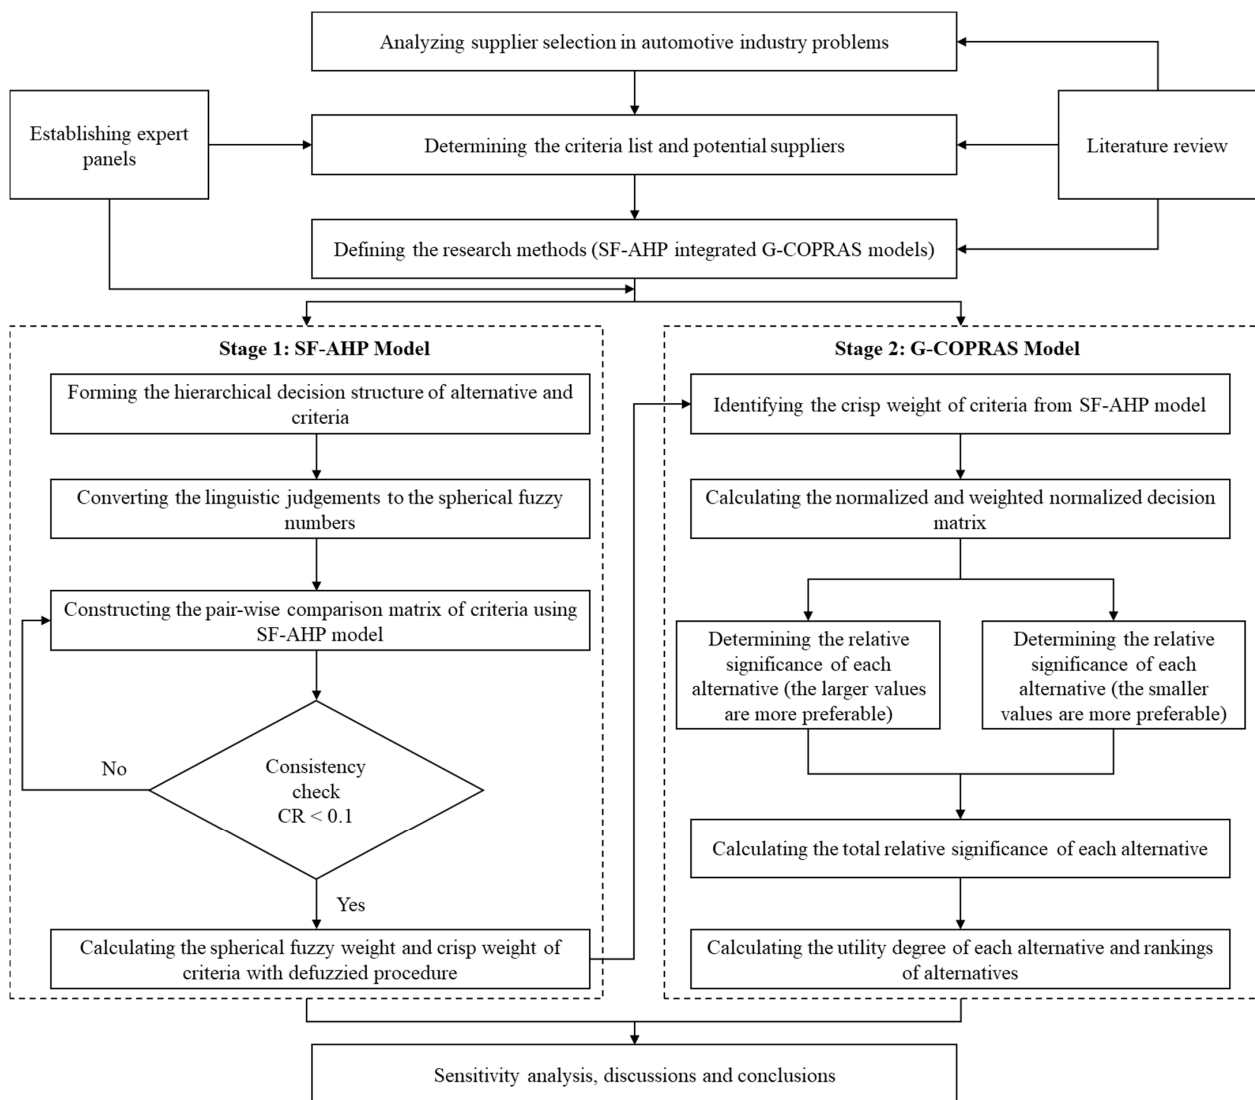 Analyzing supplier selection in automotive industry problems
Establishing expert
panels
Determining the criteria list and potential suppliers
Literature review
Defining the research methods (SF-AHP integrated G-COPRAS models)
Stage 1: SF-AHP Model
Forming the hierarchical decision structure of alternative and
criteria
Converting the linguistic judgements to the spherical fuzzy
numbers
Constructing the pair-wise comparison matrix of criteria using
SF-AHP model
No
Consistency
check
CR < 0.1
Yes
Calculating the spherical fuzzy weight and crisp weight of
criteria with defuzzied procedure
Stage 2: G-COPRAS Model
Identifying the crisp weight of criteria from SF-AHP model
Calculating the normalized and weighted normalized decision
matrix
Determining the relative
significance of each
alternative (the larger values
are more preferable)
Determining the relative
significance of each
alternative (the smaller
values are more preferable)
Calculating the total relative significance of each alternative
Calculating the utility degree of each alternative and rankings
of alternatives
Sensitivity analysis, discussions and conclusions